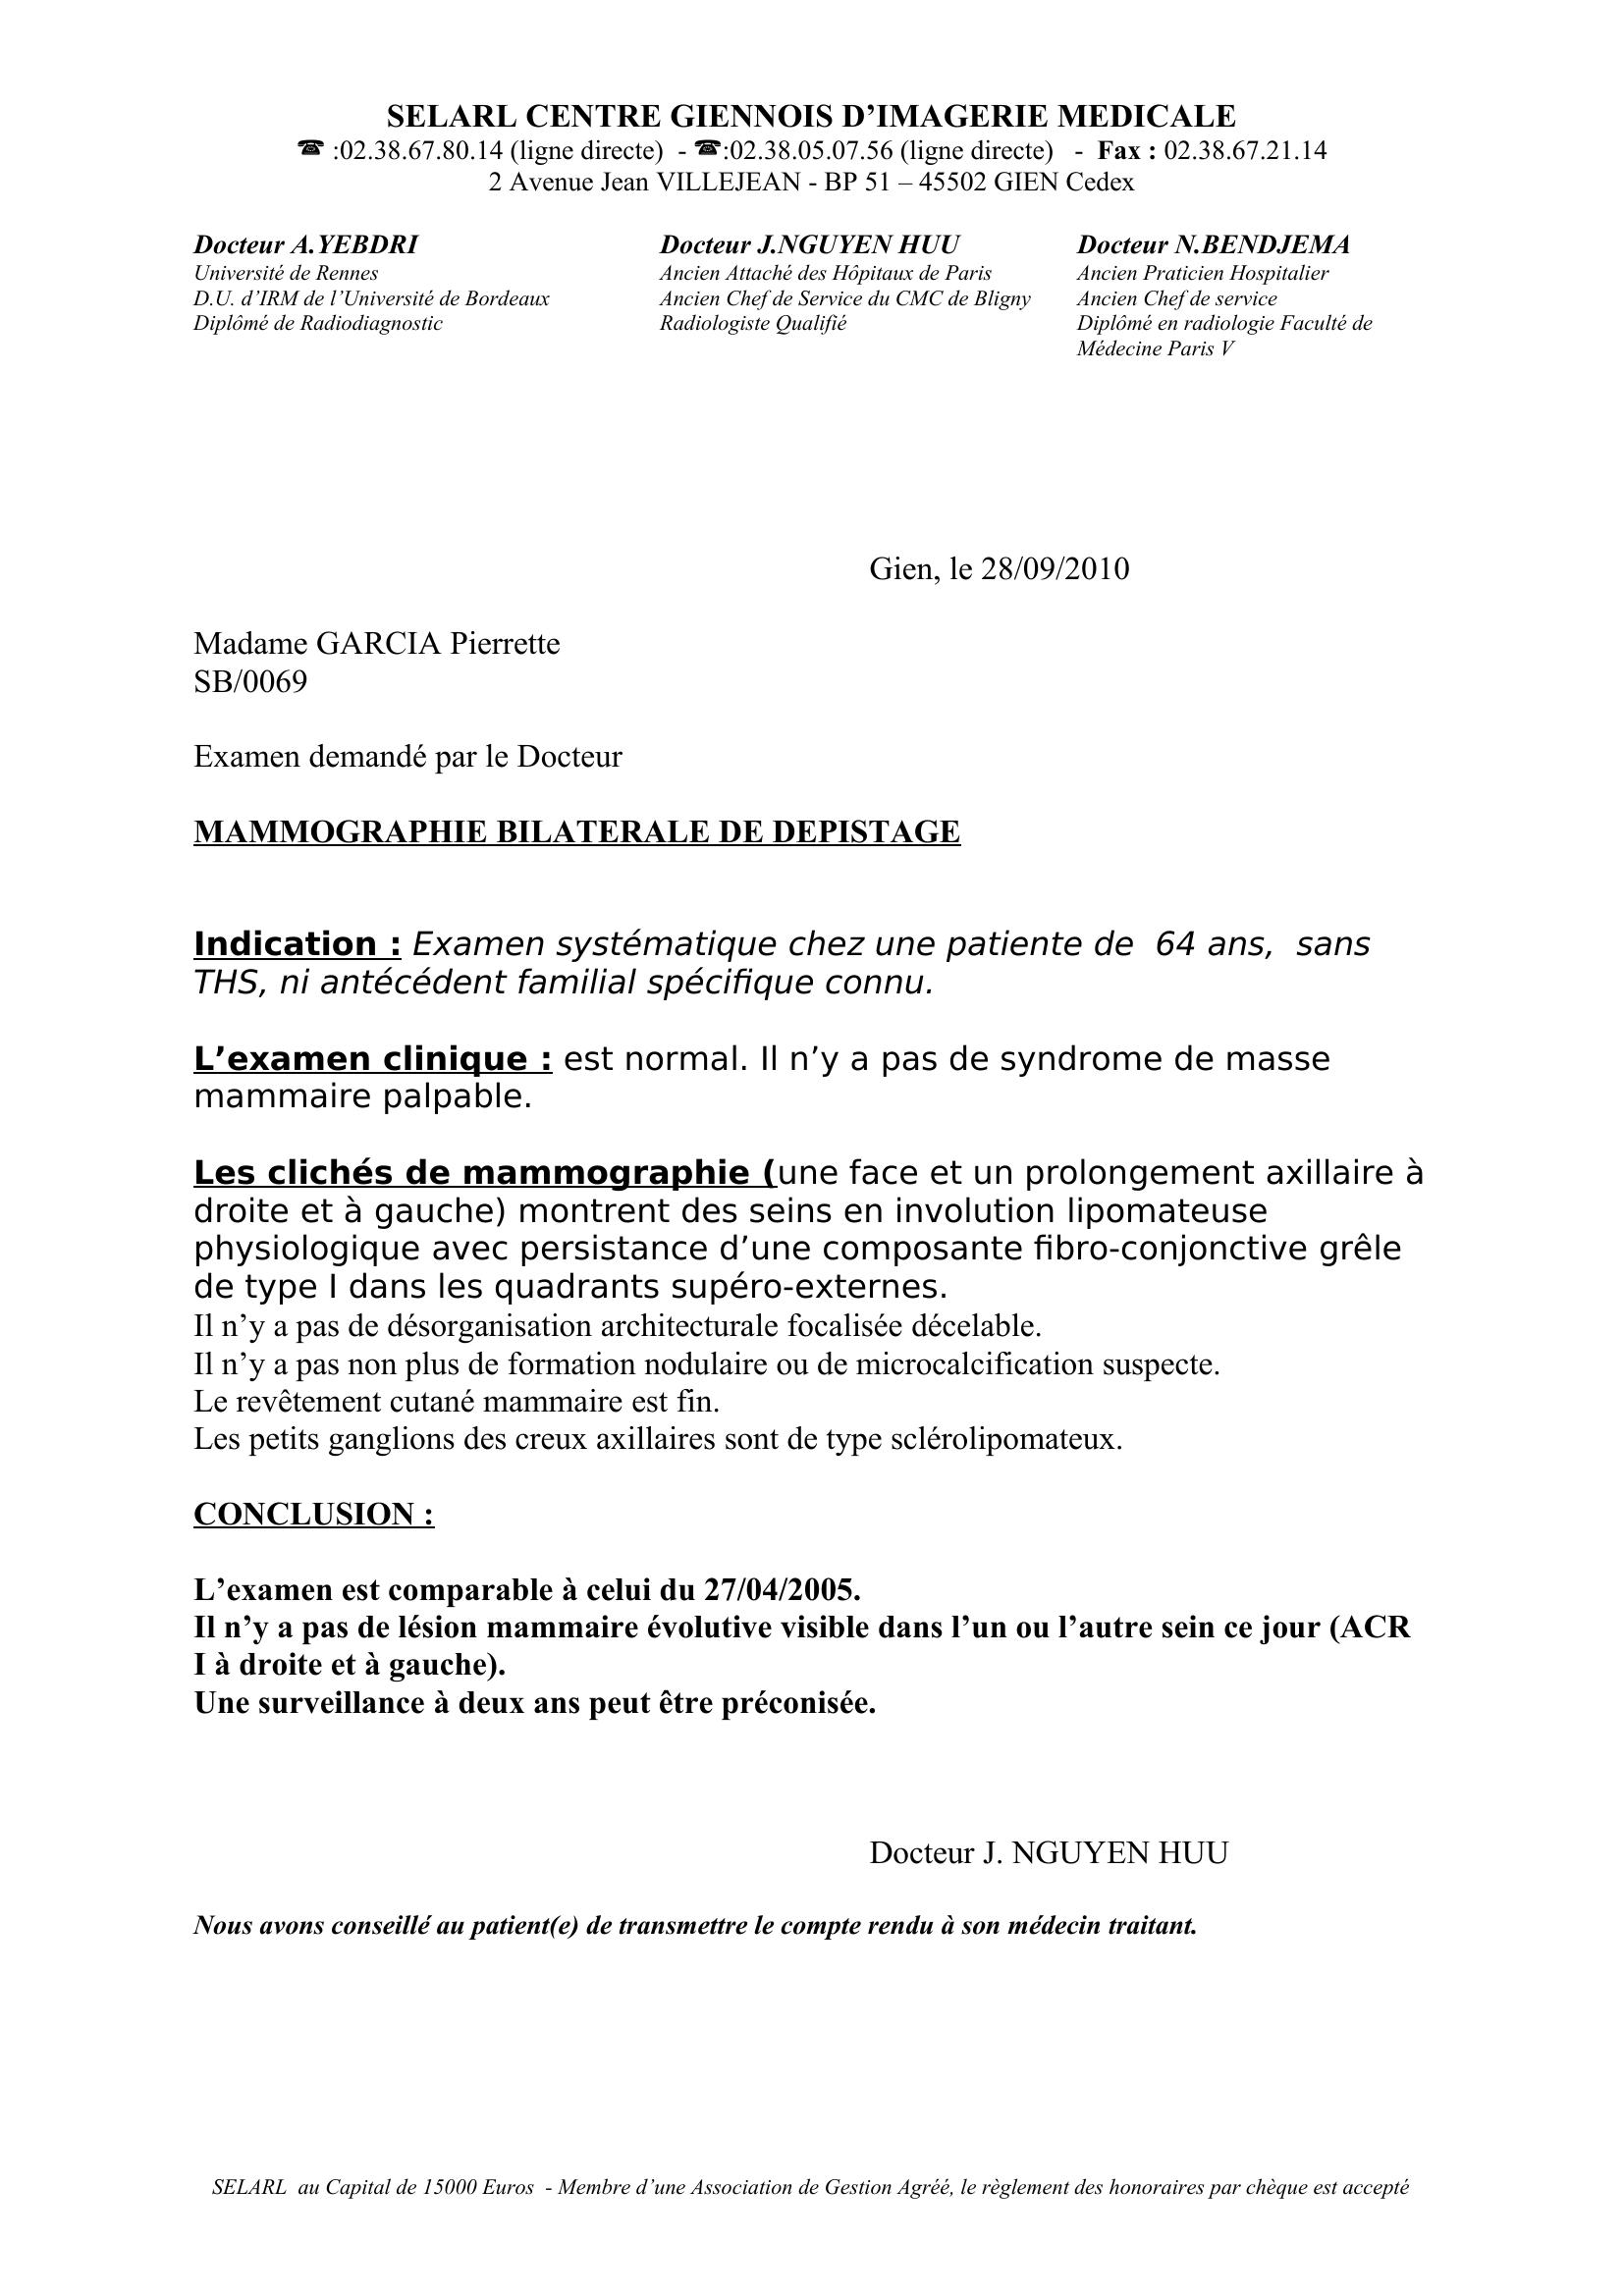 SELARL CENTRE GIENNOIS D’IMAGERIE MEDICALE
☎ :02.38.67.80.14 (ligne directe) - ☎:02.38.05.07.56 (ligne directe) - Fax : 02.38.67.21.14
2 Avenue Jean VILLEJEAN - BP 51 – 45502 GIEN Cedex
Docteur A.YEBDRI
Université de Rennes
D.U. d’IRM de l’Université de Bordeaux
Diplômé de Radiodiagnostic
Docteur J.NGUYEN HUU
Ancien Attaché des Hôpitaux de Paris
Ancien Chef de Service du CMC de Bligny
Radiologiste Qualifié
Docteur N.BENDJEMA
Ancien Praticien Hospitalier
Ancien Chef de service
Diplômé en radiologie Faculté de
Médecine Paris V
Gien, le 28/09/2010
Madame GARCIA Pierrette
SB/0069
Examen demandé par le Docteur
MAMMOGRAPHIE BILATERALE DE DEPISTAGE
Indication : Examen systématique chez une patiente de 64 ans, sans
THS, ni antécédent familial spécifique connu.
L’examen clinique : est normal. Il n’y a pas de syndrome de masse
mammaire palpable.
Les clichés de mammographie (une face et un prolongement axillaire à
droite et à gauche) montrent des seins en involution lipomateuse
physiologique avec persistance d’une composante fibro-conjonctive grêle
de type I dans les quadrants supéro-externes.
Il n’y a pas de désorganisation architecturale focalisée décelable.
Il n’y a pas non plus de formation nodulaire ou de microcalcification suspecte.
Le revêtement cutané mammaire est fin.
Les petits ganglions des creux axillaires sont de type sclérolipomateux.
CONCLUSION :
L’examen est comparable à celui du 27/04/2005.
Il n’y a pas de lésion mammaire évolutive visible dans l’un ou l’autre sein ce jour (ACR
I à droite et à gauche).
Une surveillance à deux ans peut être préconisée.
Docteur J. NGUYEN HUU
Nous avons conseillé au patient(e) de transmettre le compte rendu à son médecin traitant.
SELARL au Capital de 15000 Euros - Membre d’une Association de Gestion Agréé, le règlement des honoraires par chèque est accepté